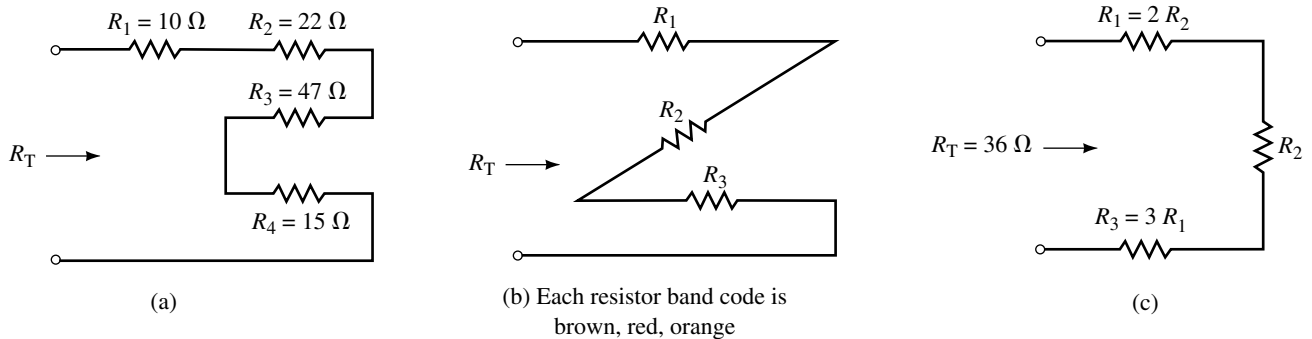 R1 = 10 Ω
R2 = 22 Ω
R3 = 47 Ω
RT
R4 = 15 Ω
(a)
R1
R2
RT
R3
(b) Each resistor band code is
brown, red, orange
R1 = 2 R2
RT = 36 Ω
R2
R3 = 3 R1
(c)